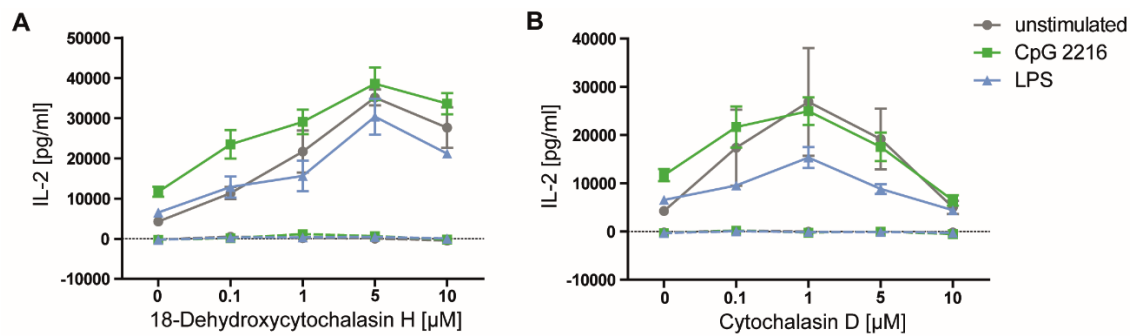 A
IL-2 [pg/ml]
50000
40000
30000
20000
10000
0
-10000
0 0.1 1 5 10
18-Dehydroxycytochalasin H [µM]
B
IL-2 [pg/ml]
40000
30000
20000
10000
0
-10000
0 0.1 1 5 10
Cytochalasin D [µM]
unstimulated
CpG 2216
LPS